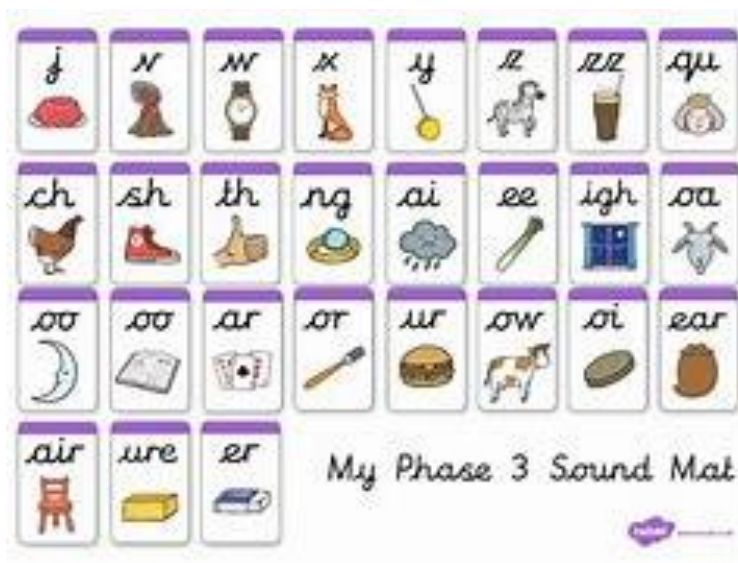 j v w x y z zz qu
ch sh th ng ai ee igh oa
oo oo ar or ur ow oi ear
air ure er
My Phase 3 Sound Mat